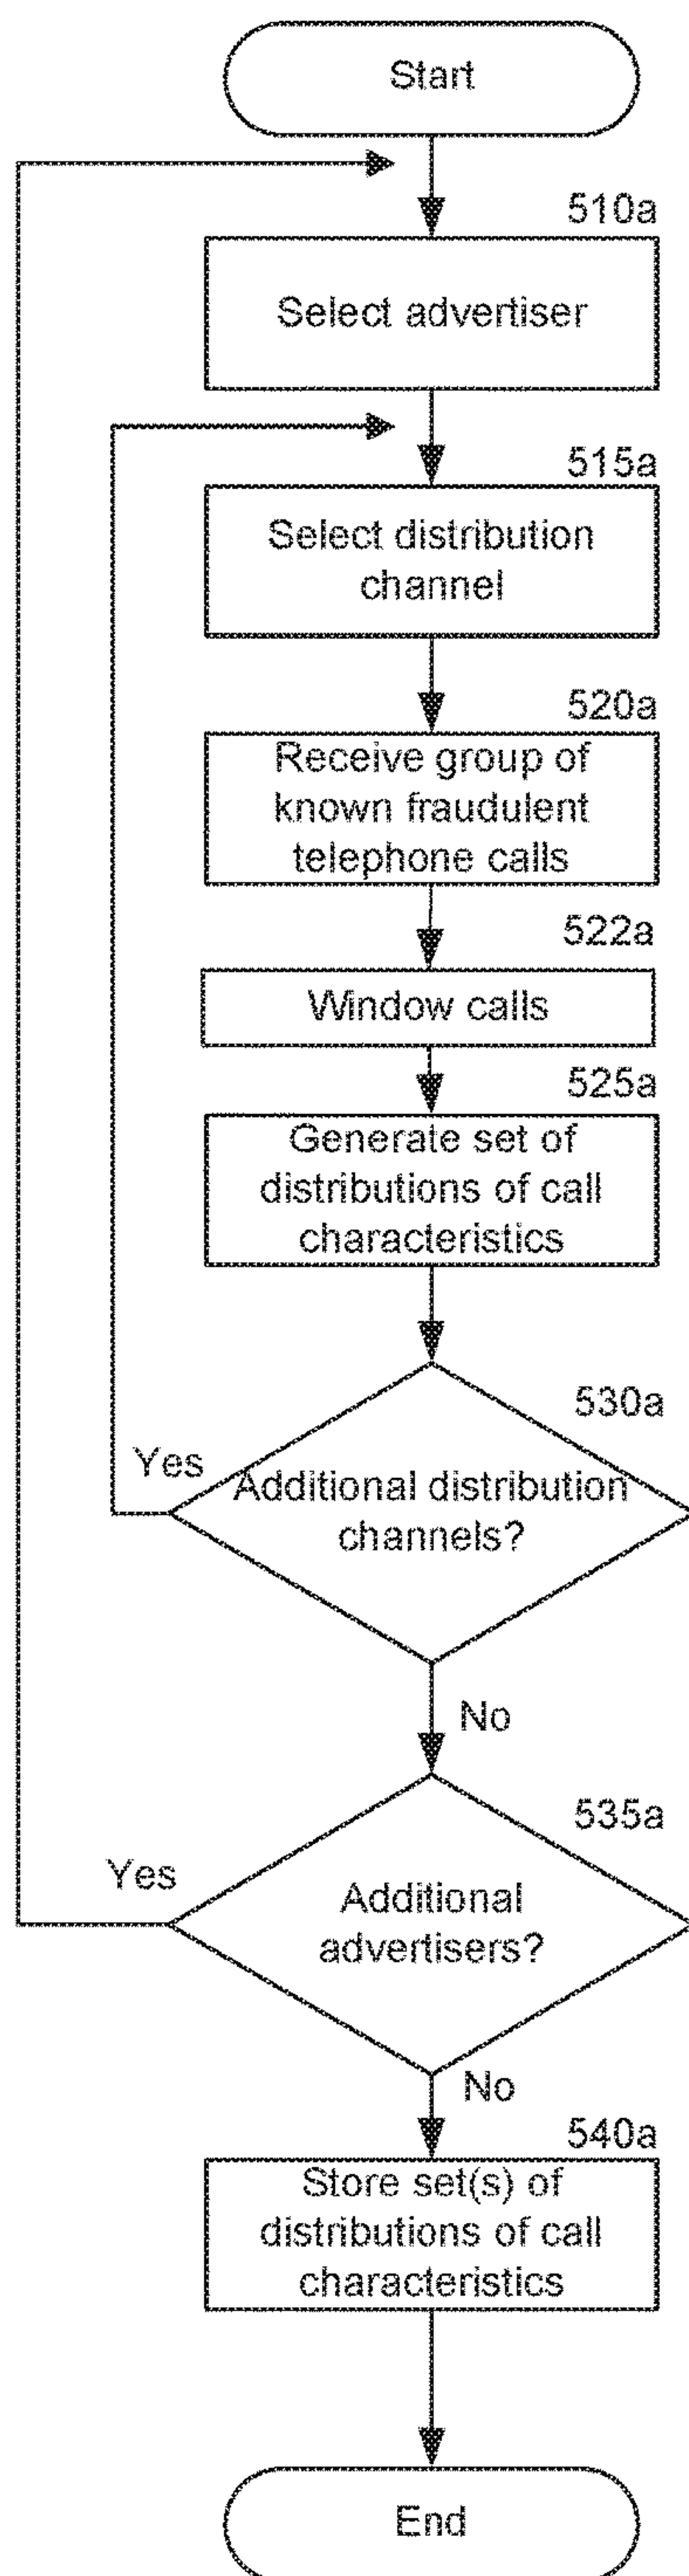 Start
510a
Select advertiser
515a
Select distribution
channel
520a
Receive group of
known fraudulent
telephone calls
522a
Window calls
525a
Generate set of
distributions of call
characteristics
530a
Yes
Additional distribution
channels?
No
535a
Yes
Additional
advertisers?
No
540a
Store set(s) of
distributions of call
characteristics
End